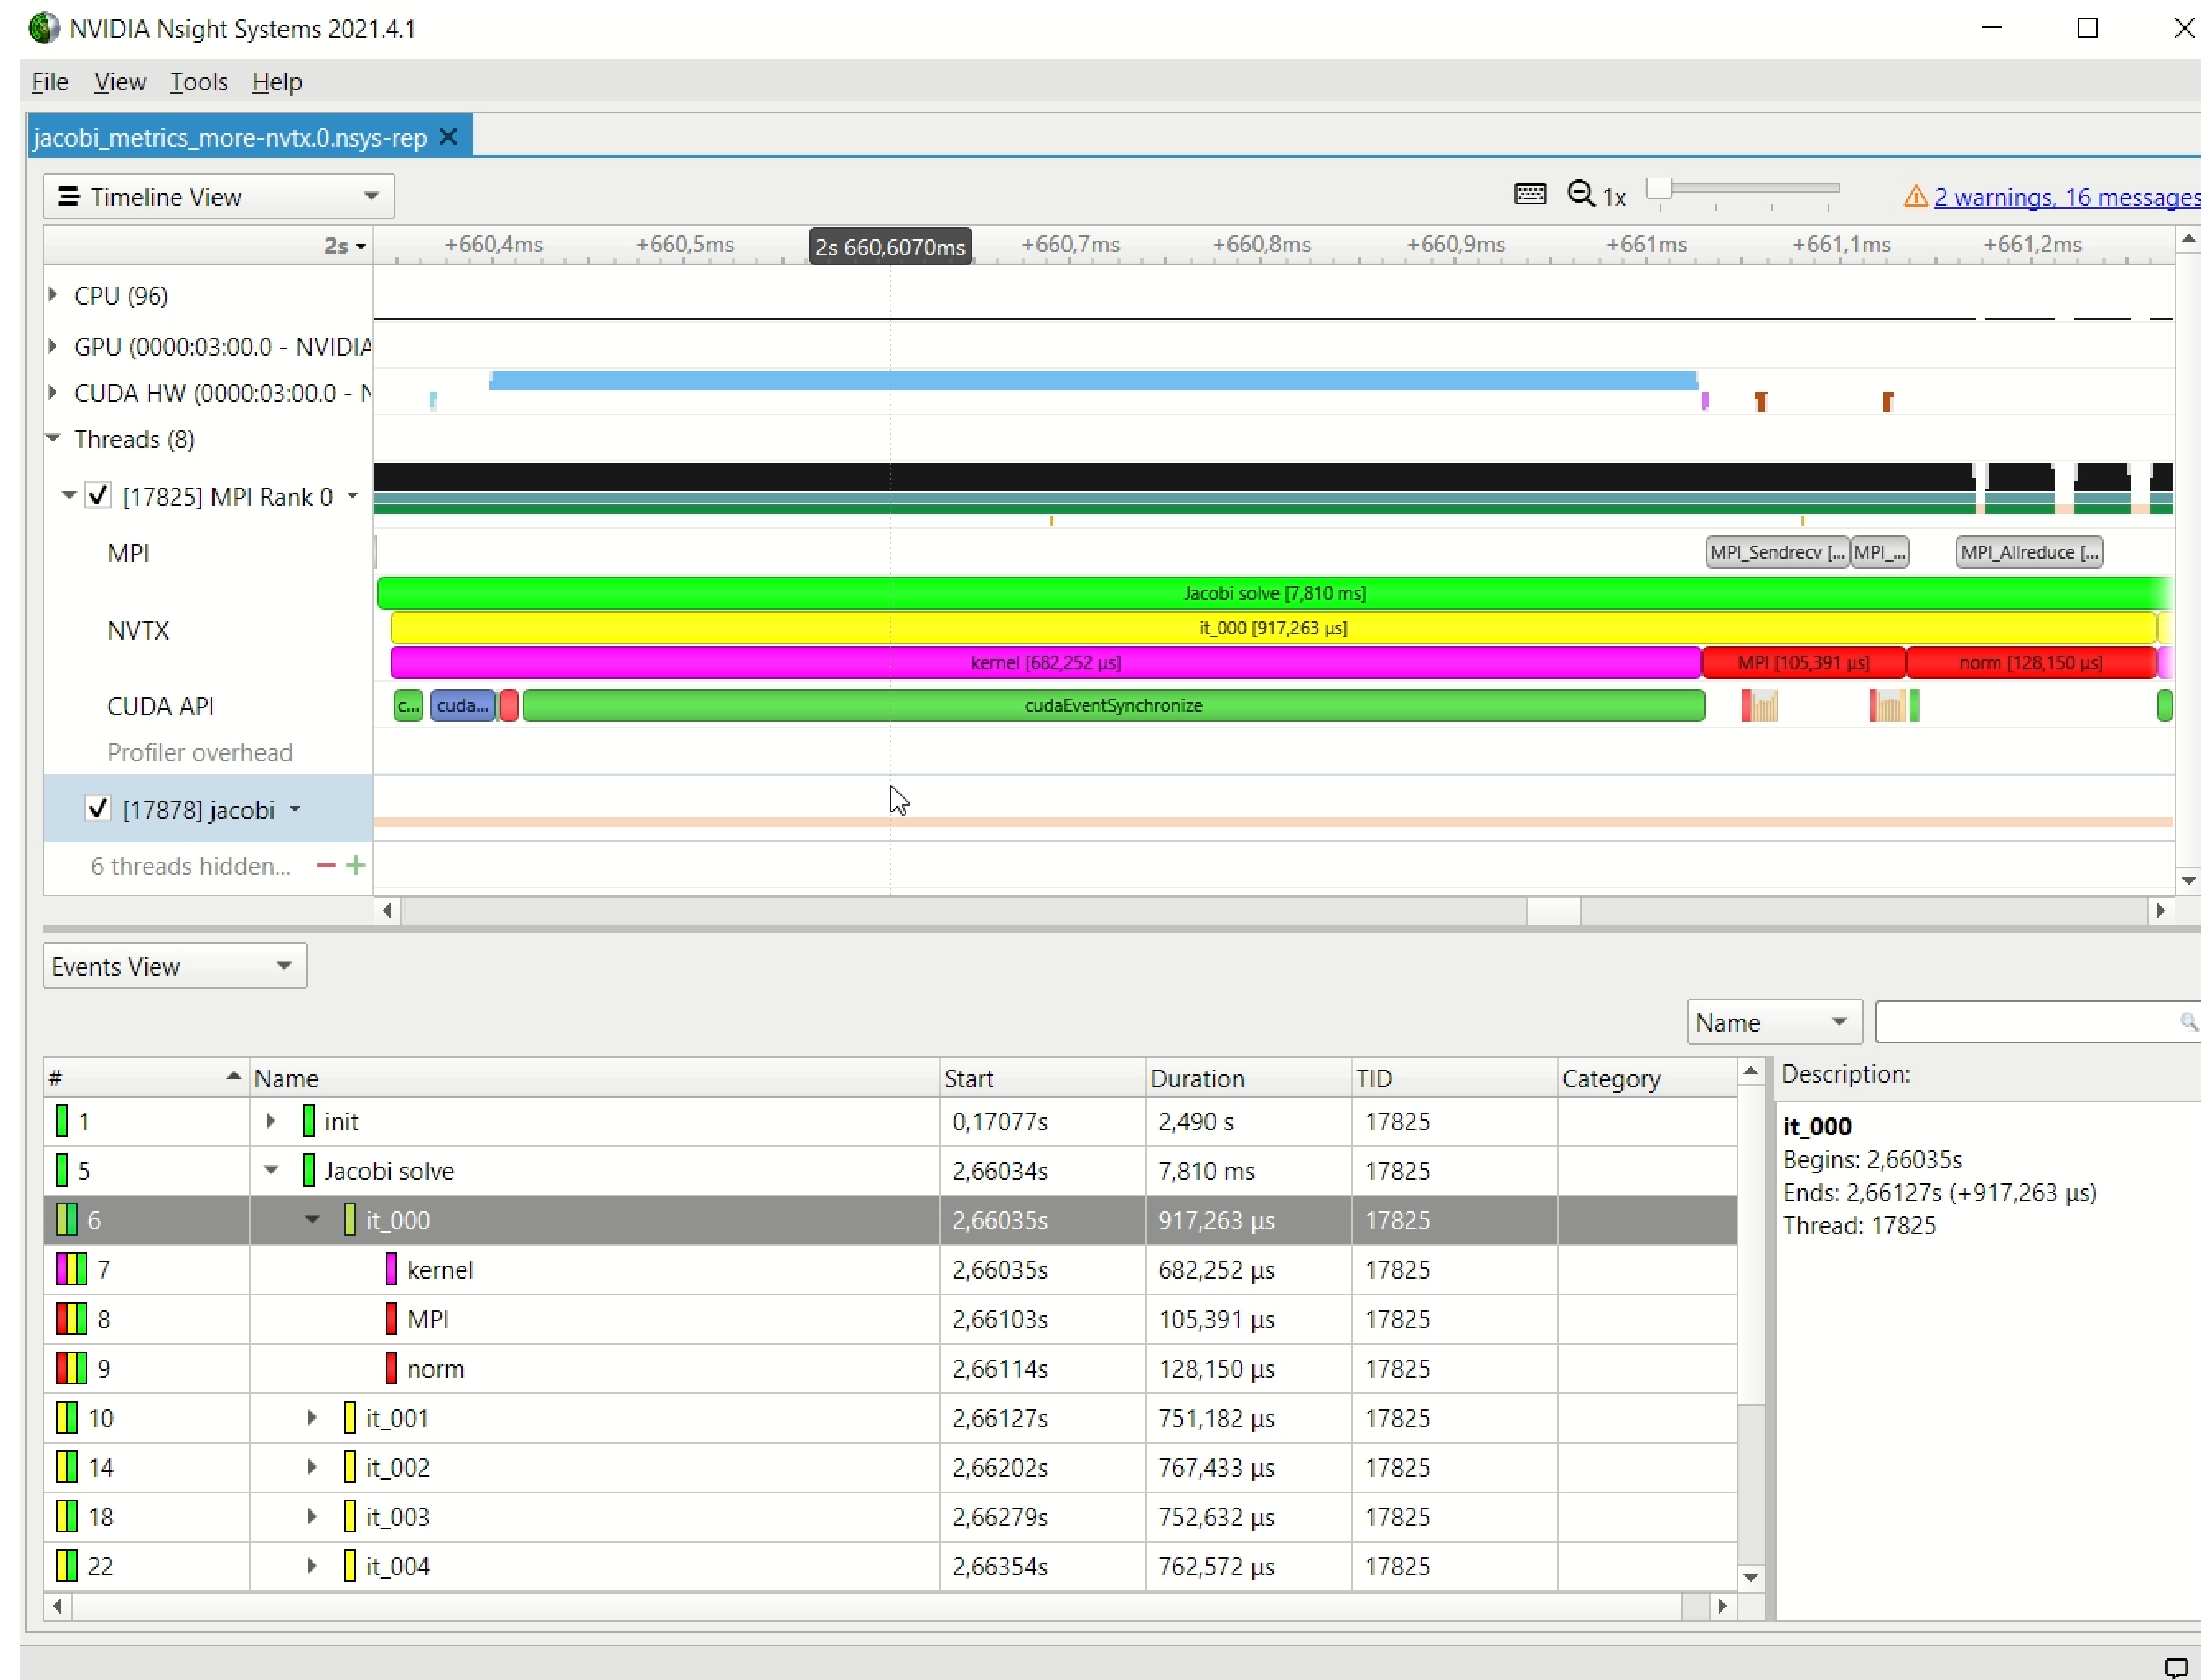 NVIDIA Nsight Systems 2021.4.1
File View Tools Help
jacobi_metrics_more-nvtx.0.nsys-rep
Timeline View
1x
2 warnings, 16 messages
2s
+660,4ms +660,5ms 2s 660,6070ms +660,7ms +660,8ms +660,9ms +661ms +661,1ms +661,2ms
CPU (96)
GPU (0000:03:00.0 - NVIDIA
CUDA HW (0000:03:00.0 - N
Threads (8)
[17825] MPI Rank 0
MPI
MPI_Sendrecv [... MPI_... MPI_Allreduce [...
Jacobi solve [7,810 ms]
NVTX
it_000 [917,263 µs]
kernel [682,252 µs] MPI [105,391 µs] norm [128,150 µs]
CUDA API
c... cuda... cudaEventSynchronize
Profiler overhead
[17878] jacobi
6 threads hidden... − +
Events View
Name
# Name Start Duration TID Category
1 init 0,17077s 2,490 s 17825
5 Jacobi solve 2,66034s 7,810 ms 17825
6 it_000 2,66035s 917,263 µs 17825
7 kernel 2,66035s 682,252 µs 17825
8 MPI 2,66103s 105,391 µs 17825
9 norm 2,66114s 128,150 µs 17825
10 it_001 2,66127s 751,182 µs 17825
14 it_002 2,66202s 767,433 µs 17825
18 it_003 2,66279s 752,632 µs 17825
22 it_004 2,66354s 762,572 µs 17825
Description:
it_000
Begins: 2,66035s
Ends: 2,66127s (+917,263 µs)
Thread: 17825